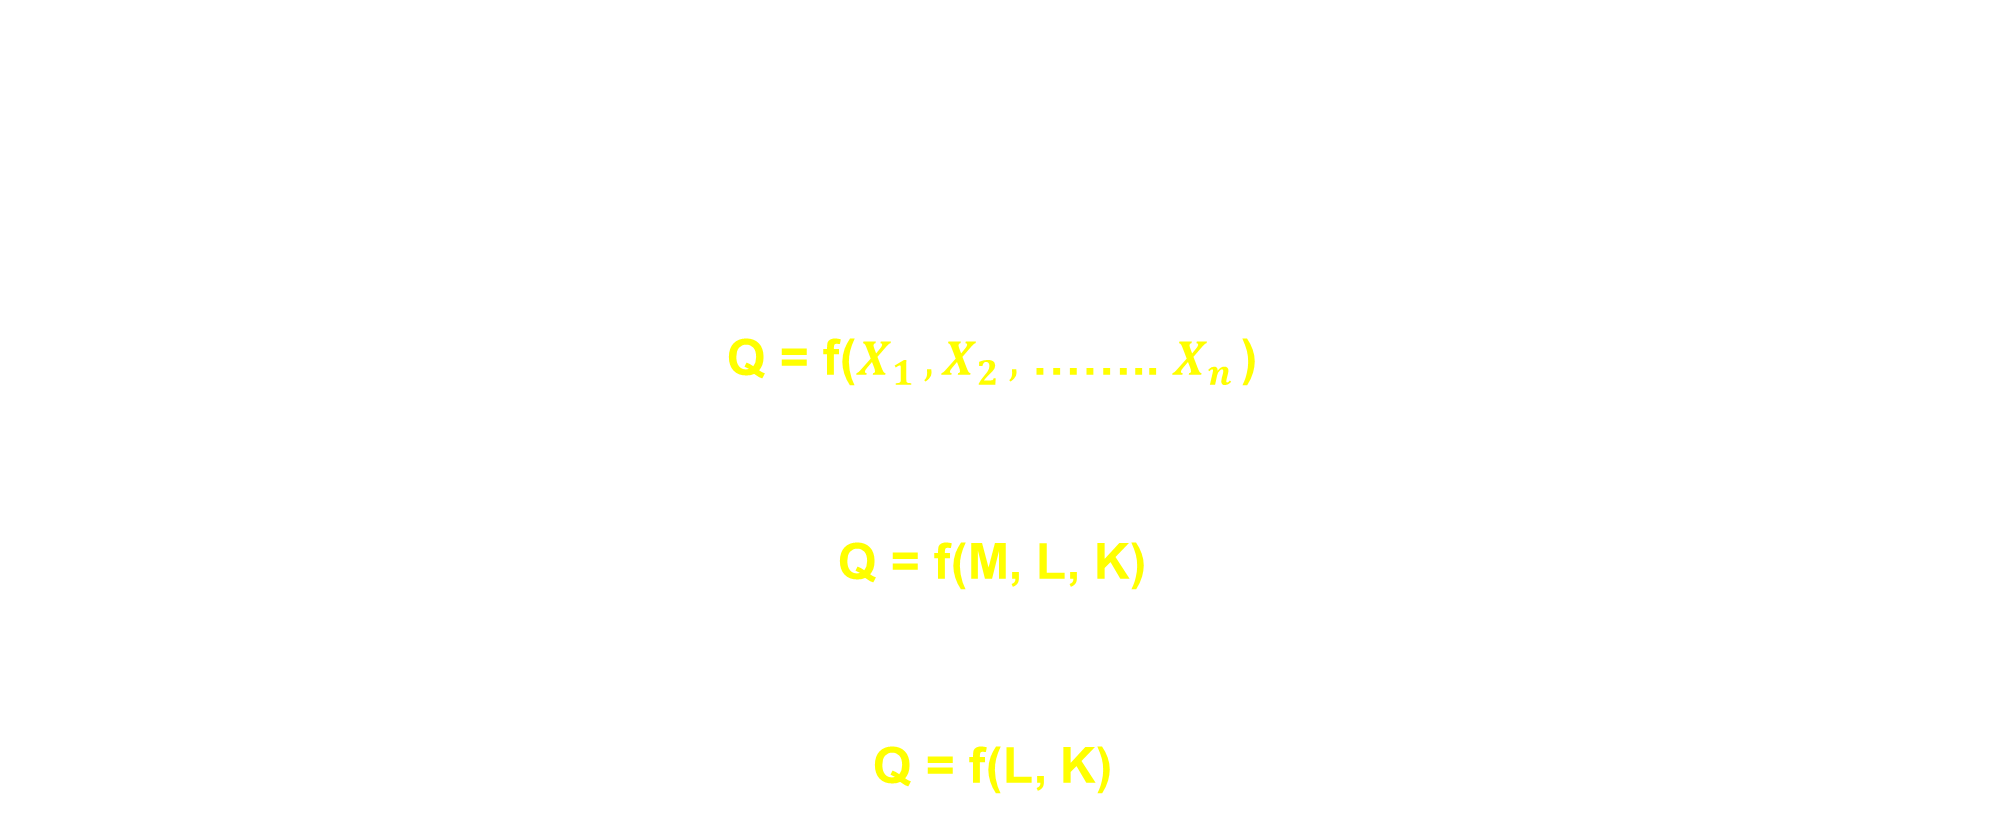 Q = f(X₁ , X₂ , …….. Xₙ )
Q = f(M, L, K)
Q = f(L, K)